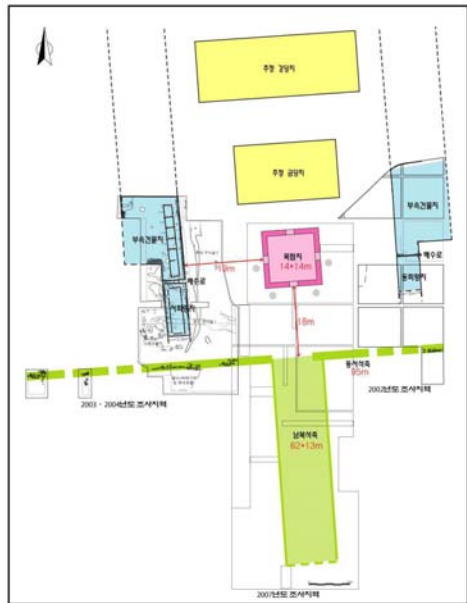 추정 강당지
추정 금당지
부속건물지
부속건물지
목탑지
14*14m
배수로
동회랑지
19m
배수로
서회랑지
18m
동서석축
95m
2003 · 2004년도 조사지역
2002년도 조사지역
남북석축
62*13m
2007년도 조사지역